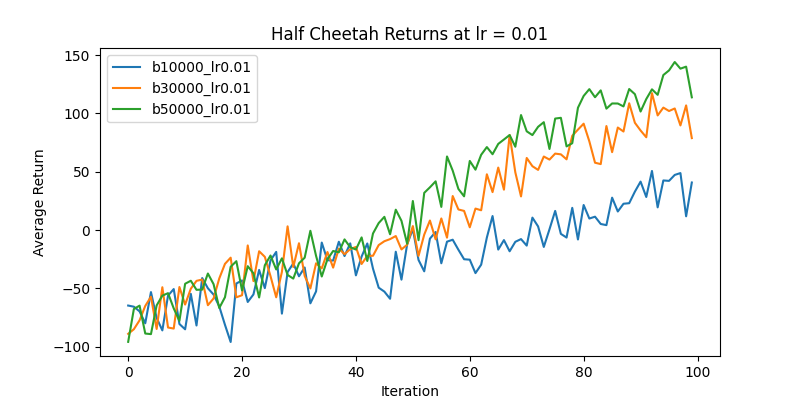 Half Cheetah Returns at lr = 0.01
150
100
50
0
−50
−100
Average Return
b10000_lr0.01
b30000_lr0.01
b50000_lr0.01
0
20
40
60
80
100
Iteration